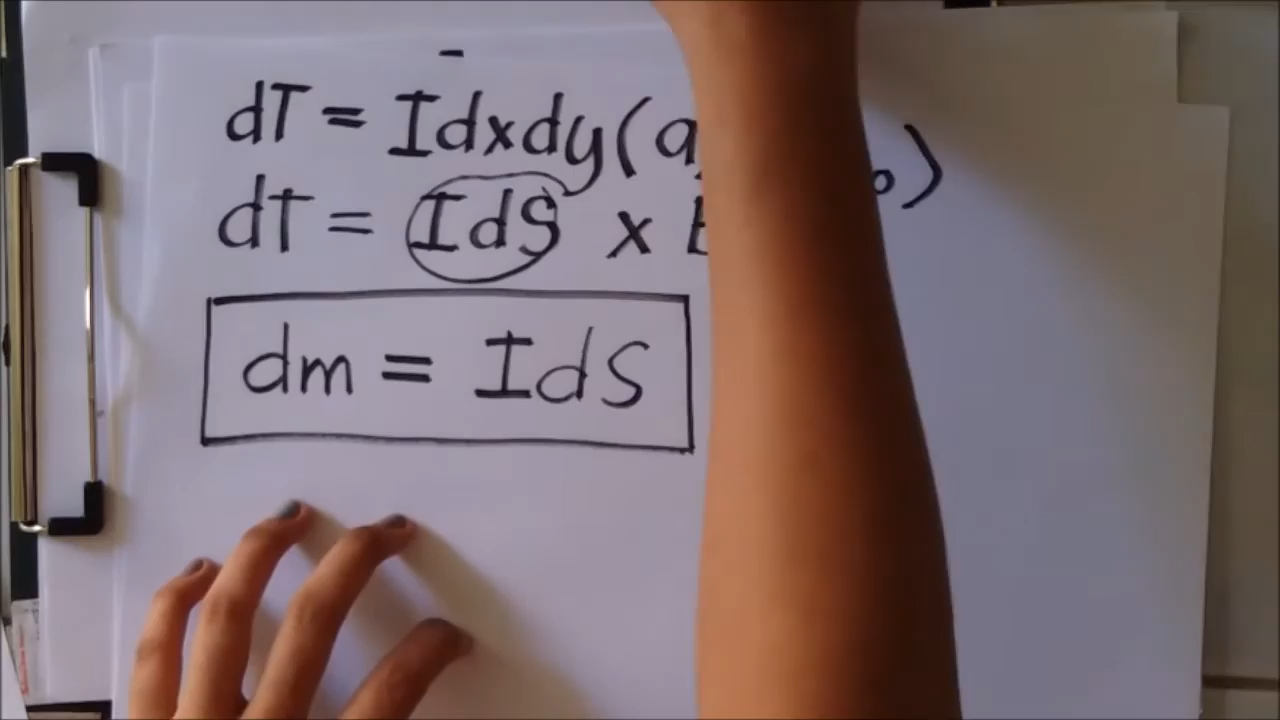 dT = Idxdy(a )
dT = IdS x
dm = IdS